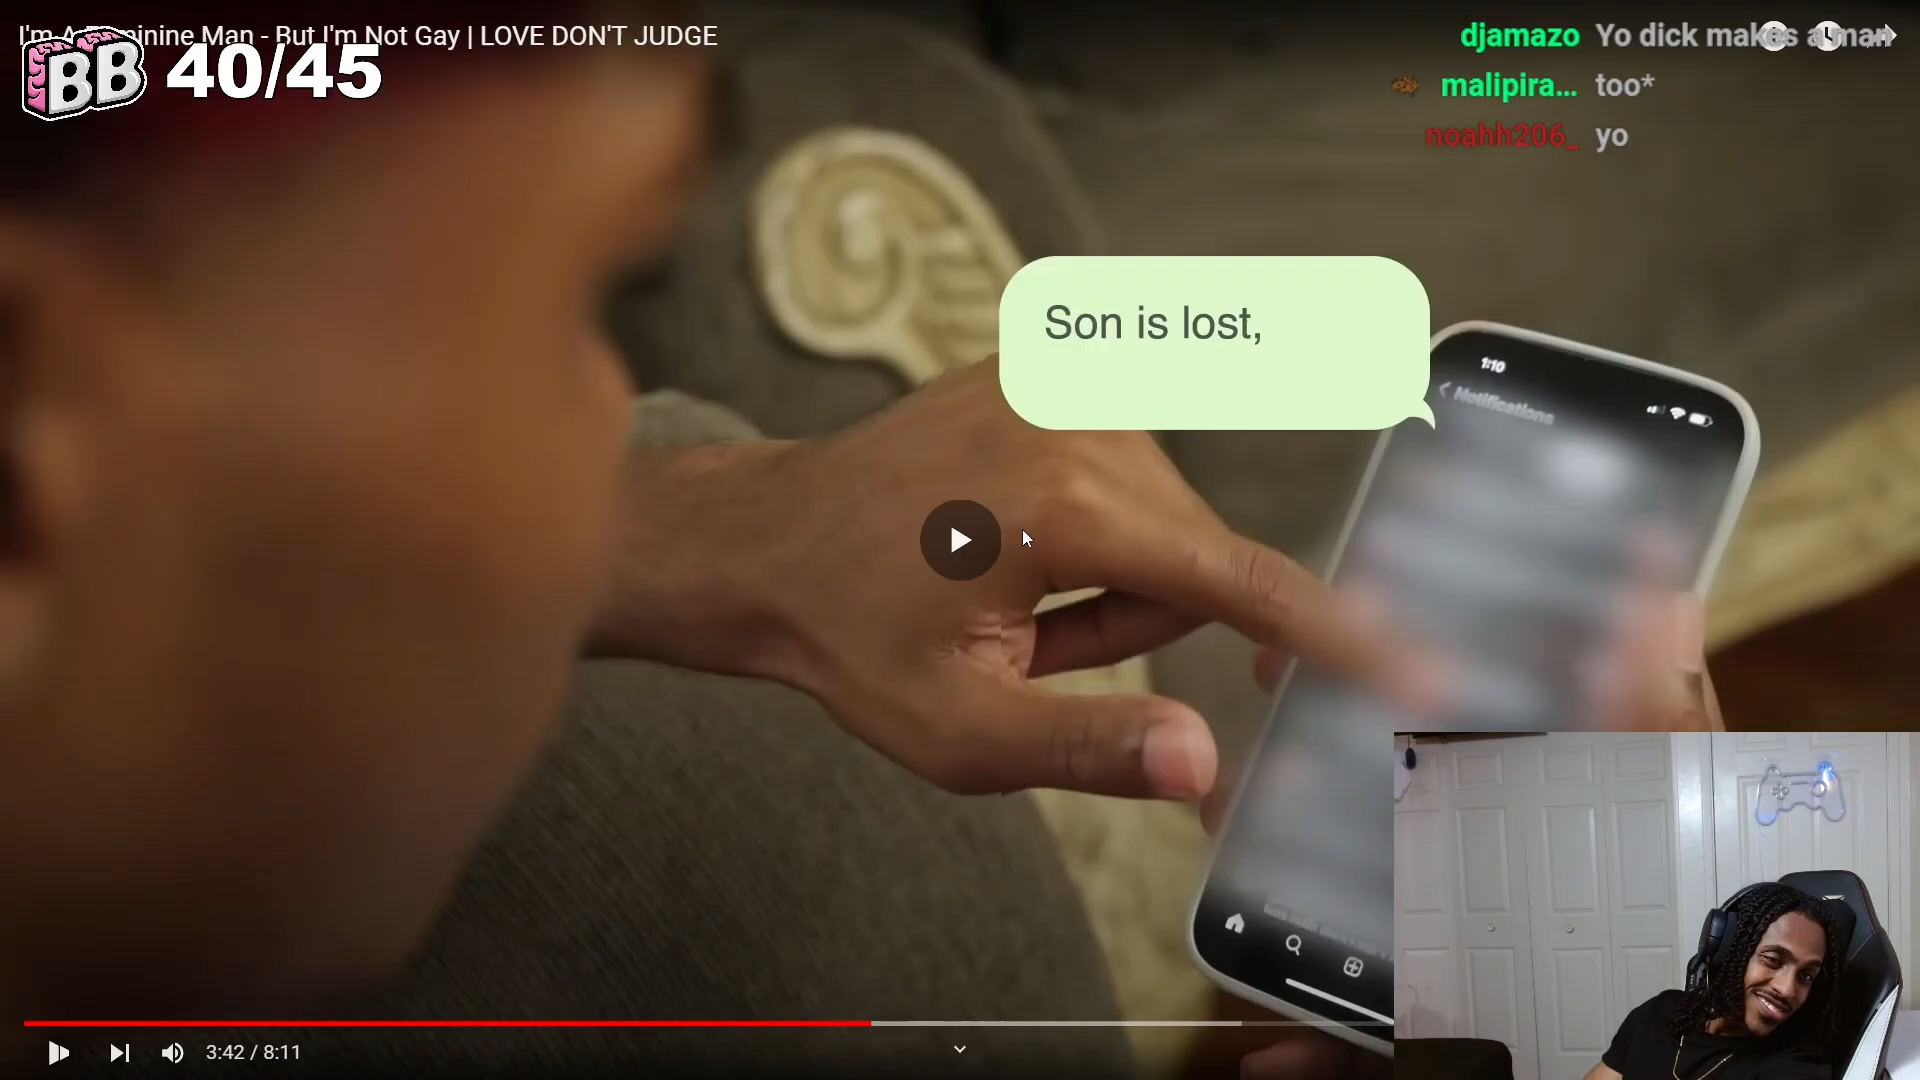 I'm A Feminine Man - But I'm Not Gay | LOVE DON'T JUDGE
BB 40/45
djamazo Yo dick makes a man
malipira... too*
noahh206_ yo
Son is lost,
1:10
Notifications
3:42 / 8:11